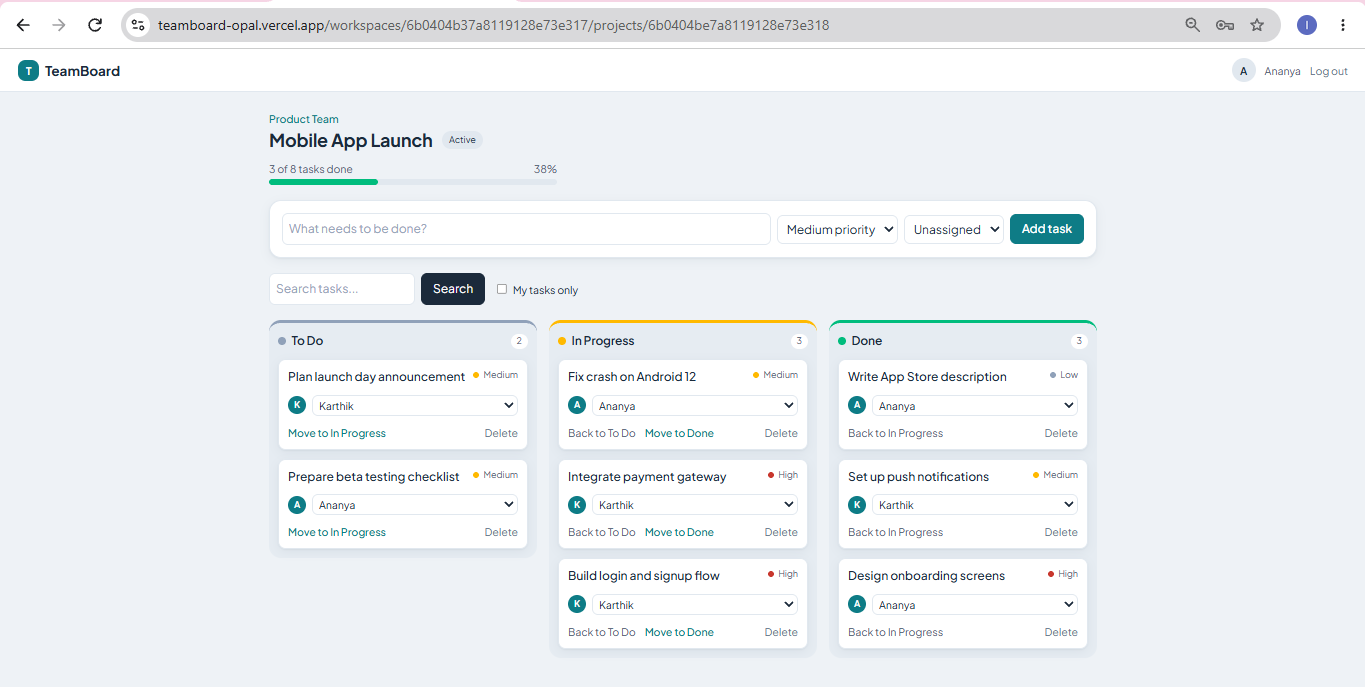 teamboard-opal.vercel.app/workspaces/6b0404b37a8119128e73e317/projects/6b0404be7a8119128e73e318
I
T TeamBoard
A Ananya Log out
Product Team
Mobile App Launch Active
3 of 8 tasks done 38%
What needs to be done? Medium priority Unassigned Add task
Search tasks... Search My tasks only
To Do 2
Plan launch day announcement Medium
K Karthik
Move to In Progress Delete
Prepare beta testing checklist Medium
A Ananya
Move to In Progress Delete
In Progress 3
Fix crash on Android 12 Medium
A Ananya
Back to To Do Move to Done Delete
Integrate payment gateway High
K Karthik
Back to To Do Move to Done Delete
Build login and signup flow High
K Karthik
Back to To Do Move to Done Delete
Done 3
Write App Store description Low
A Ananya
Back to In Progress Delete
Set up push notifications Medium
K Karthik
Back to In Progress Delete
Design onboarding screens High
A Ananya
Back to In Progress Delete